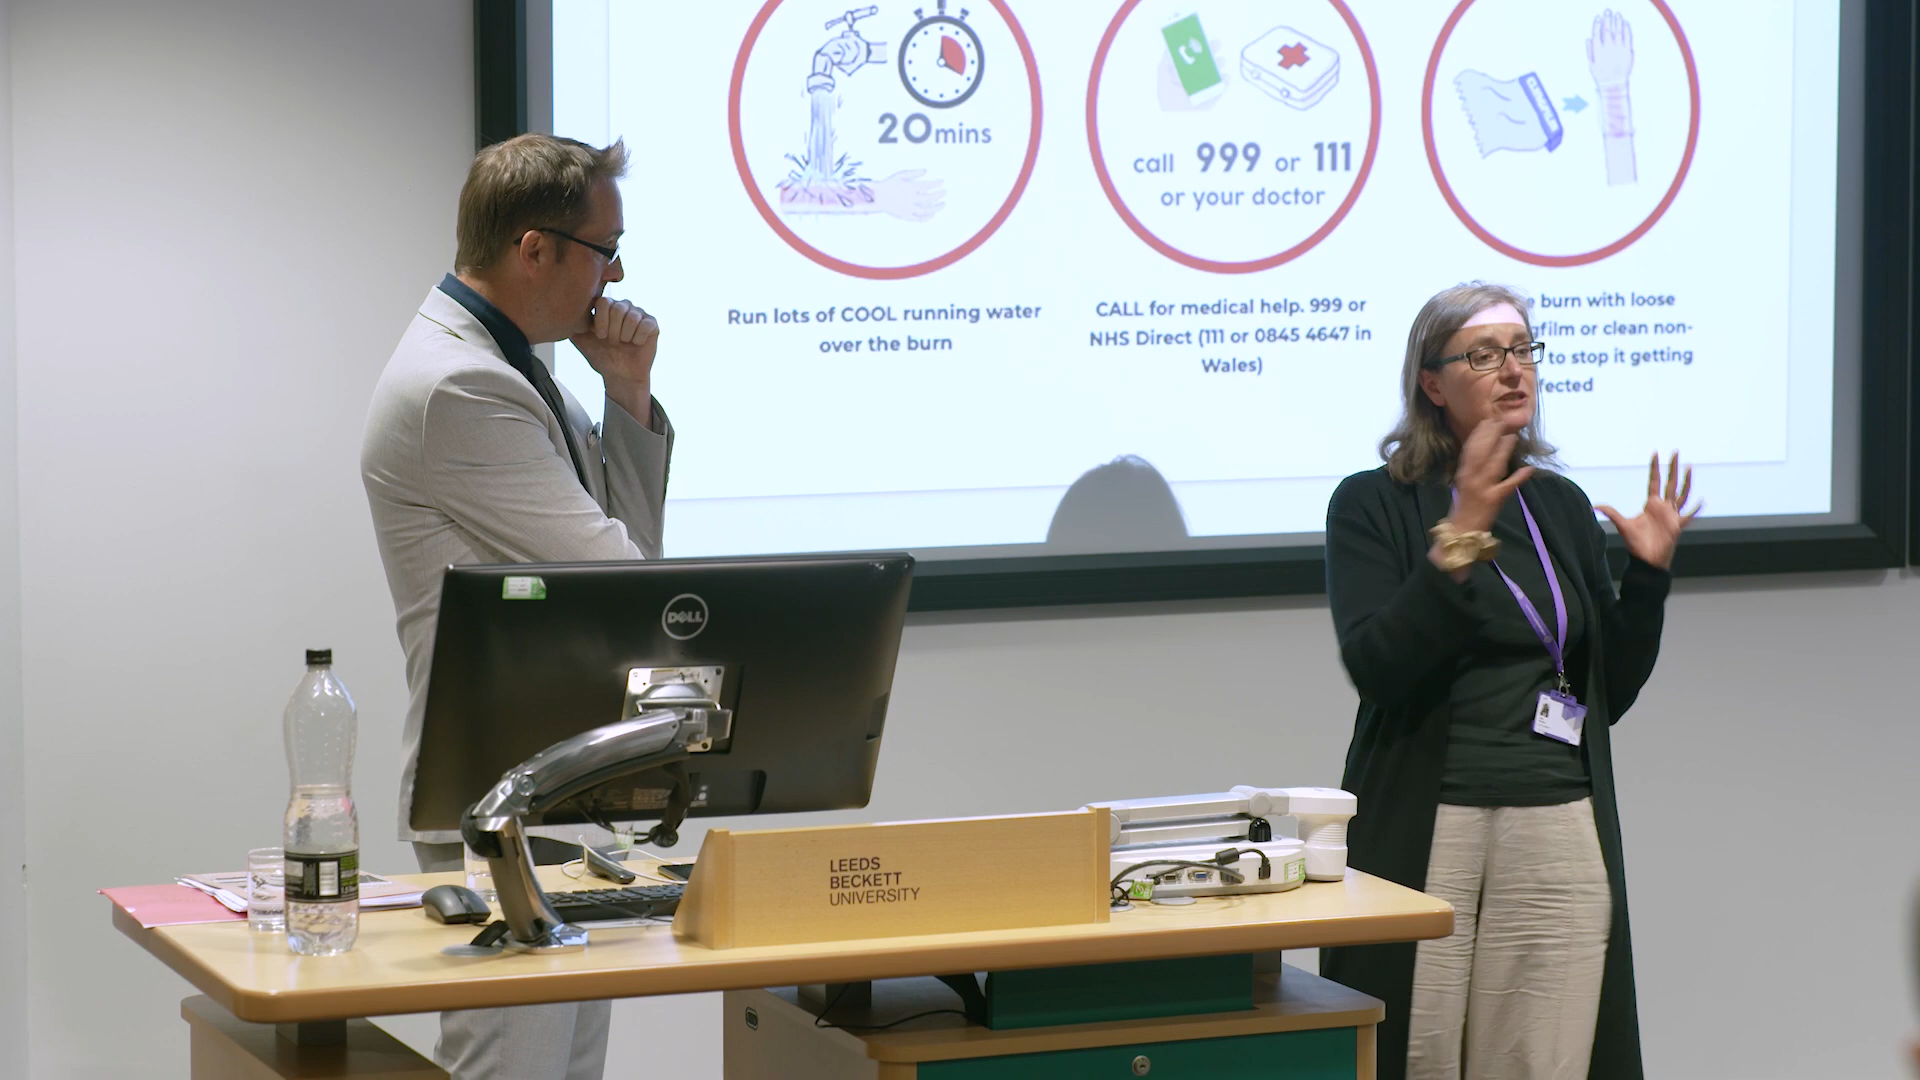 20mins
call 999 or 111
or your doctor
Run lots of COOL running water
over the burn
CALL for medical help. 999 or
NHS Direct (111 or 0845 4647 in
Wales)
burn with loose
or clean non-
to stop it getting
DELL
LEEDS
BECKETT
UNIVERSITY